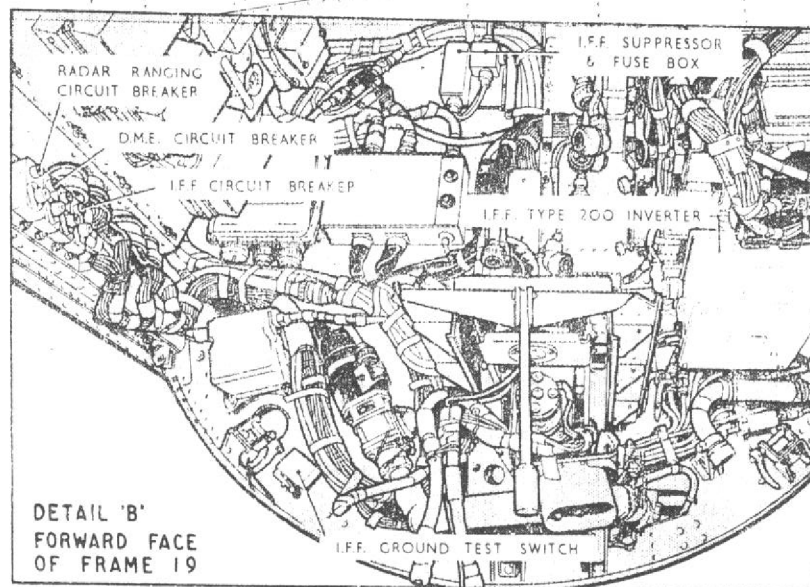 RADAR RANGING
CIRCUIT BREAKER
D.M.E. CIRCUIT BREAKER
I.F.F. CIRCUIT BREAKER
I.F.F. SUPPRESSOR
& FUSE BOX
I.F.F. TYPE 200 INVERTER
I.F.F. GROUND TEST SWITCH
DETAIL 'B'
FORWARD FACE
OF FRAME 19